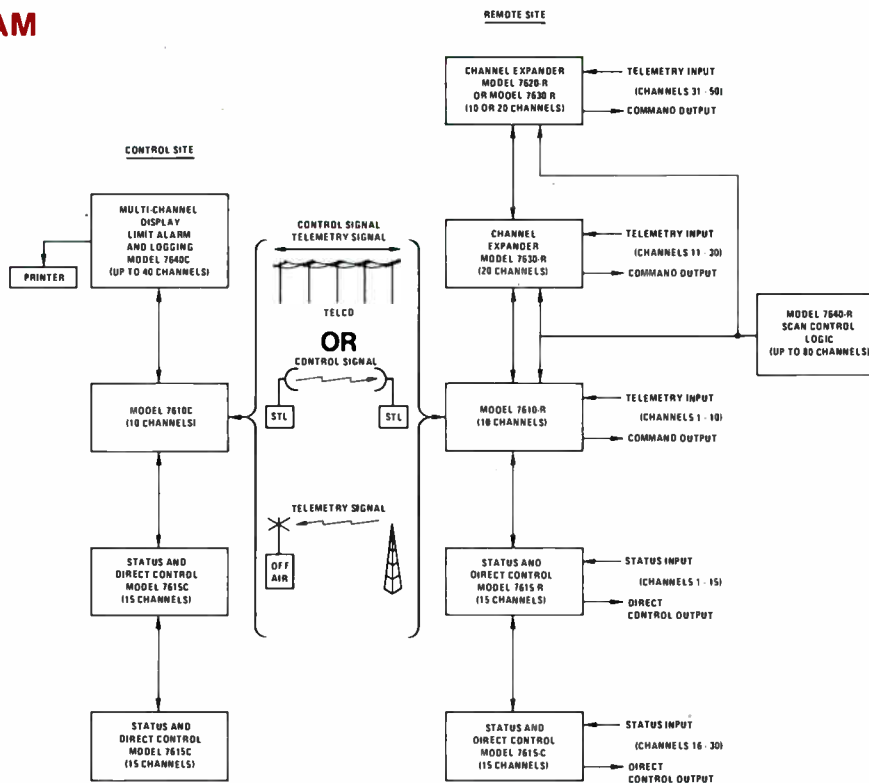 AM
REMOTE SITE
CHANNEL EXPANDER
MODEL 7620-R
OR MODEL 7630 R
(10 OR 20 CHANNELS)
TELEMETRY INPUT
(CHANNELS 31 - 50)
COMMAND OUTPUT
CONTROL SITE
MULTI-CHANNEL
DISPLAY
LIMIT ALARM
AND LOGGING
MODEL 7640C
(UP TO 40 CHANNELS)
PRINTER
CONTROL SIGNAL
TELEMETRY SIGNAL
TELCO
OR
CONTROL SIGNAL
STL
STL
CHANNEL
EXPANDER
MODEL 7630-R
(20 CHANNELS)
TELEMETRY INPUT
(CHANNELS 11 - 30)
COMMAND OUTPUT
MODEL 7640-R
SCAN CONTROL
LOGIC
(UP TO 80 CHANNELS)
MODEL 7610C
(10 CHANNELS)
MODEL 7610-R
(10 CHANNELS)
TELEMETRY INPUT
(CHANNELS 1 - 10)
COMMAND OUTPUT
TELEMETRY SIGNAL
OFF
AIR
STATUS AND
DIRECT CONTROL
MODEL 7615C
(15 CHANNELS)
STATUS AND
DIRECT CONTROL
MODEL 7615 R
(15 CHANNELS)
STATUS INPUT
(CHANNELS 1 - 15)
DIRECT
CONTROL OUTPUT
STATUS AND
DIRECT CONTROL
MODEL 7615C
(15 CHANNELS)
STATUS AND
DIRECT CONTROL
MODEL 7615-C
(15 CHANNELS)
STATUS INPUT
(CHANNELS 16 - 30)
DIRECT
CONTROL OUTPUT